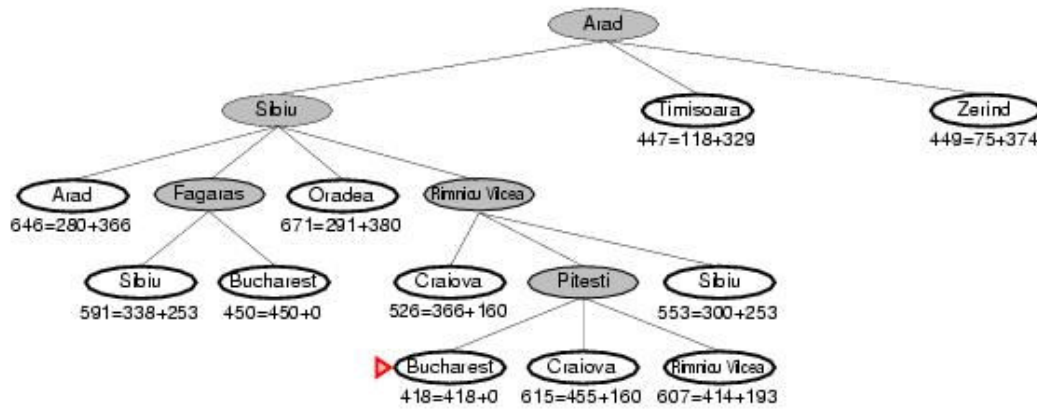 Arad
Sibiu
Timisoara
Zerind
447=118+329
449=75+374
Arad
Fagaras
Oradea
Rimnicu Vilcea
646=280+366
671=291+380
Sibiu
Bucharest
Craiova
Pitesti
Sibiu
591=338+253
450=450+0
526=366+160
553=300+253
Bucharest
Craiova
Rimnicu Vilcea
418=418+0
615=455+160
607=414+193